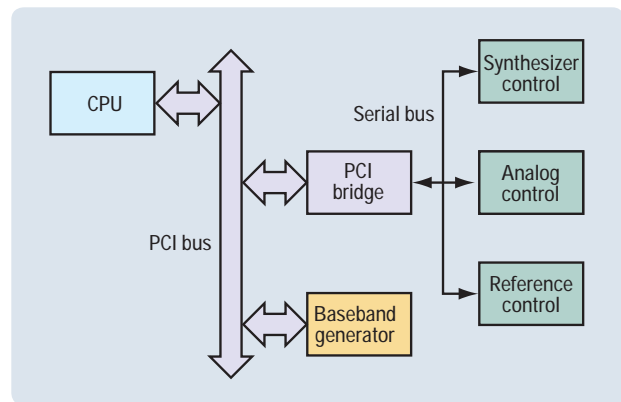 CPU
PCI bus
Serial bus
PCI
bridge
Baseband
generator
Synthesizer
control
Analog
control
Reference
control